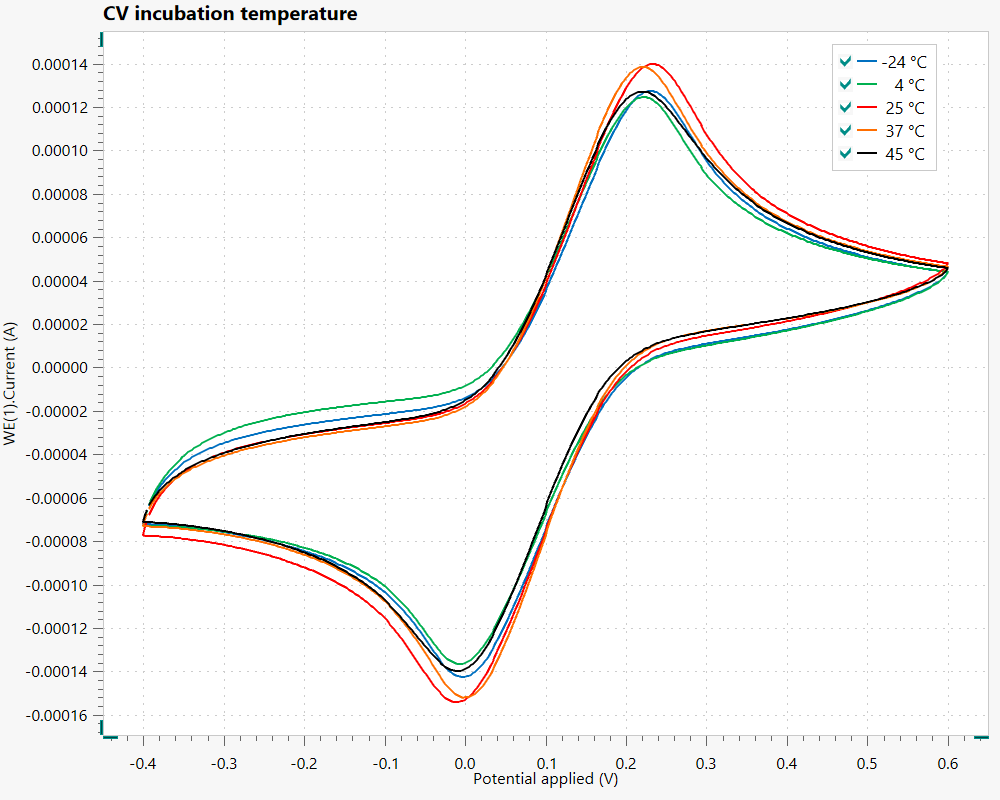 CV incubation temperature
-24 °C
4 °C
25 °C
37 °C
45 °C
0.00014
0.00012
0.00010
0.00008
0.00006
0.00004
0.00002
0.00000
-0.00002
-0.00004
-0.00006
-0.00008
-0.00010
-0.00012
-0.00014
-0.00016
WE(1).Current (A)
-0.4 -0.3 -0.2 -0.1 0.0 0.1 0.2 0.3 0.4 0.5 0.6
Potential applied (V)